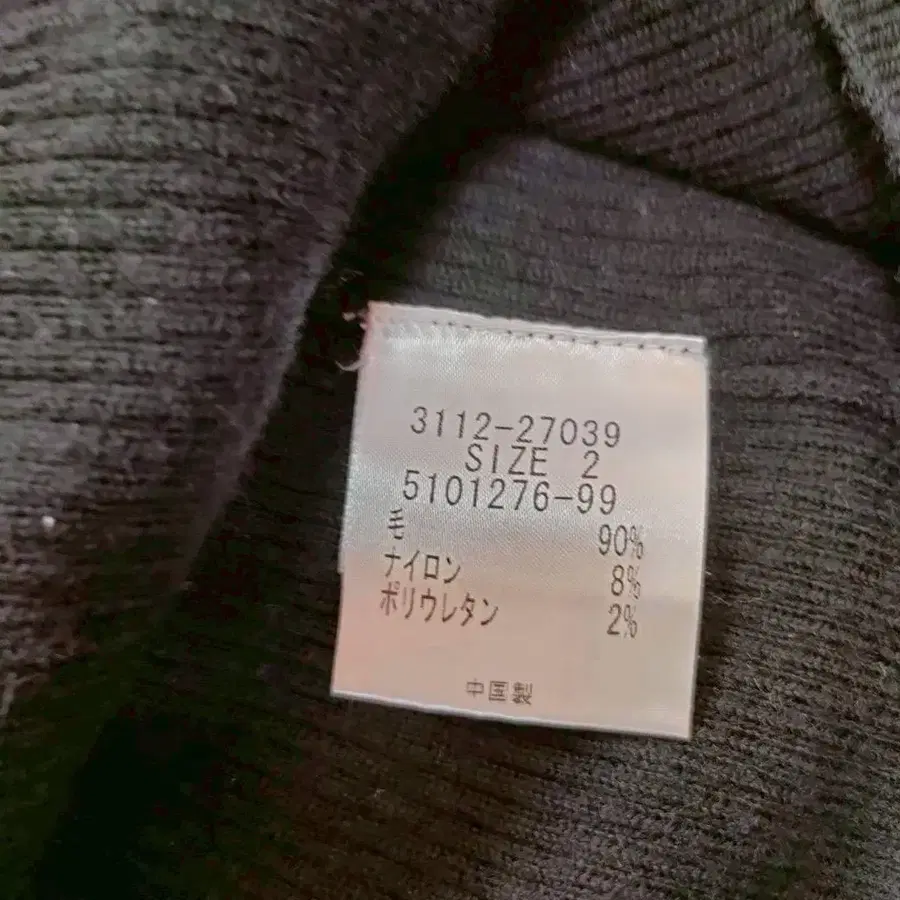 3112-27039
SIZE 2
5101276-99
毛 90%
ナイロン 8%
ポリウレタン 2%
中国製